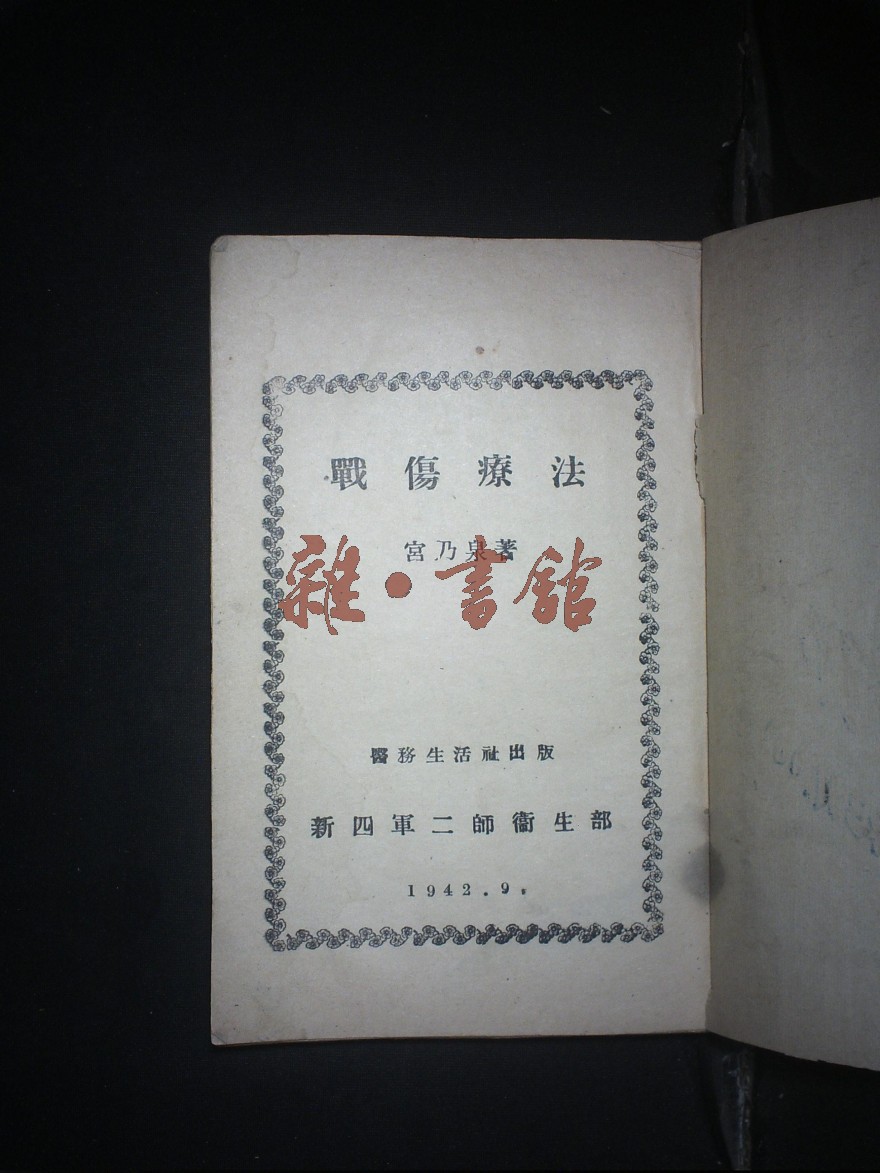 戰傷療法
宮乃泉著
雜·書館
醫務生活社出版
新四軍二師衞生部
1942.9.